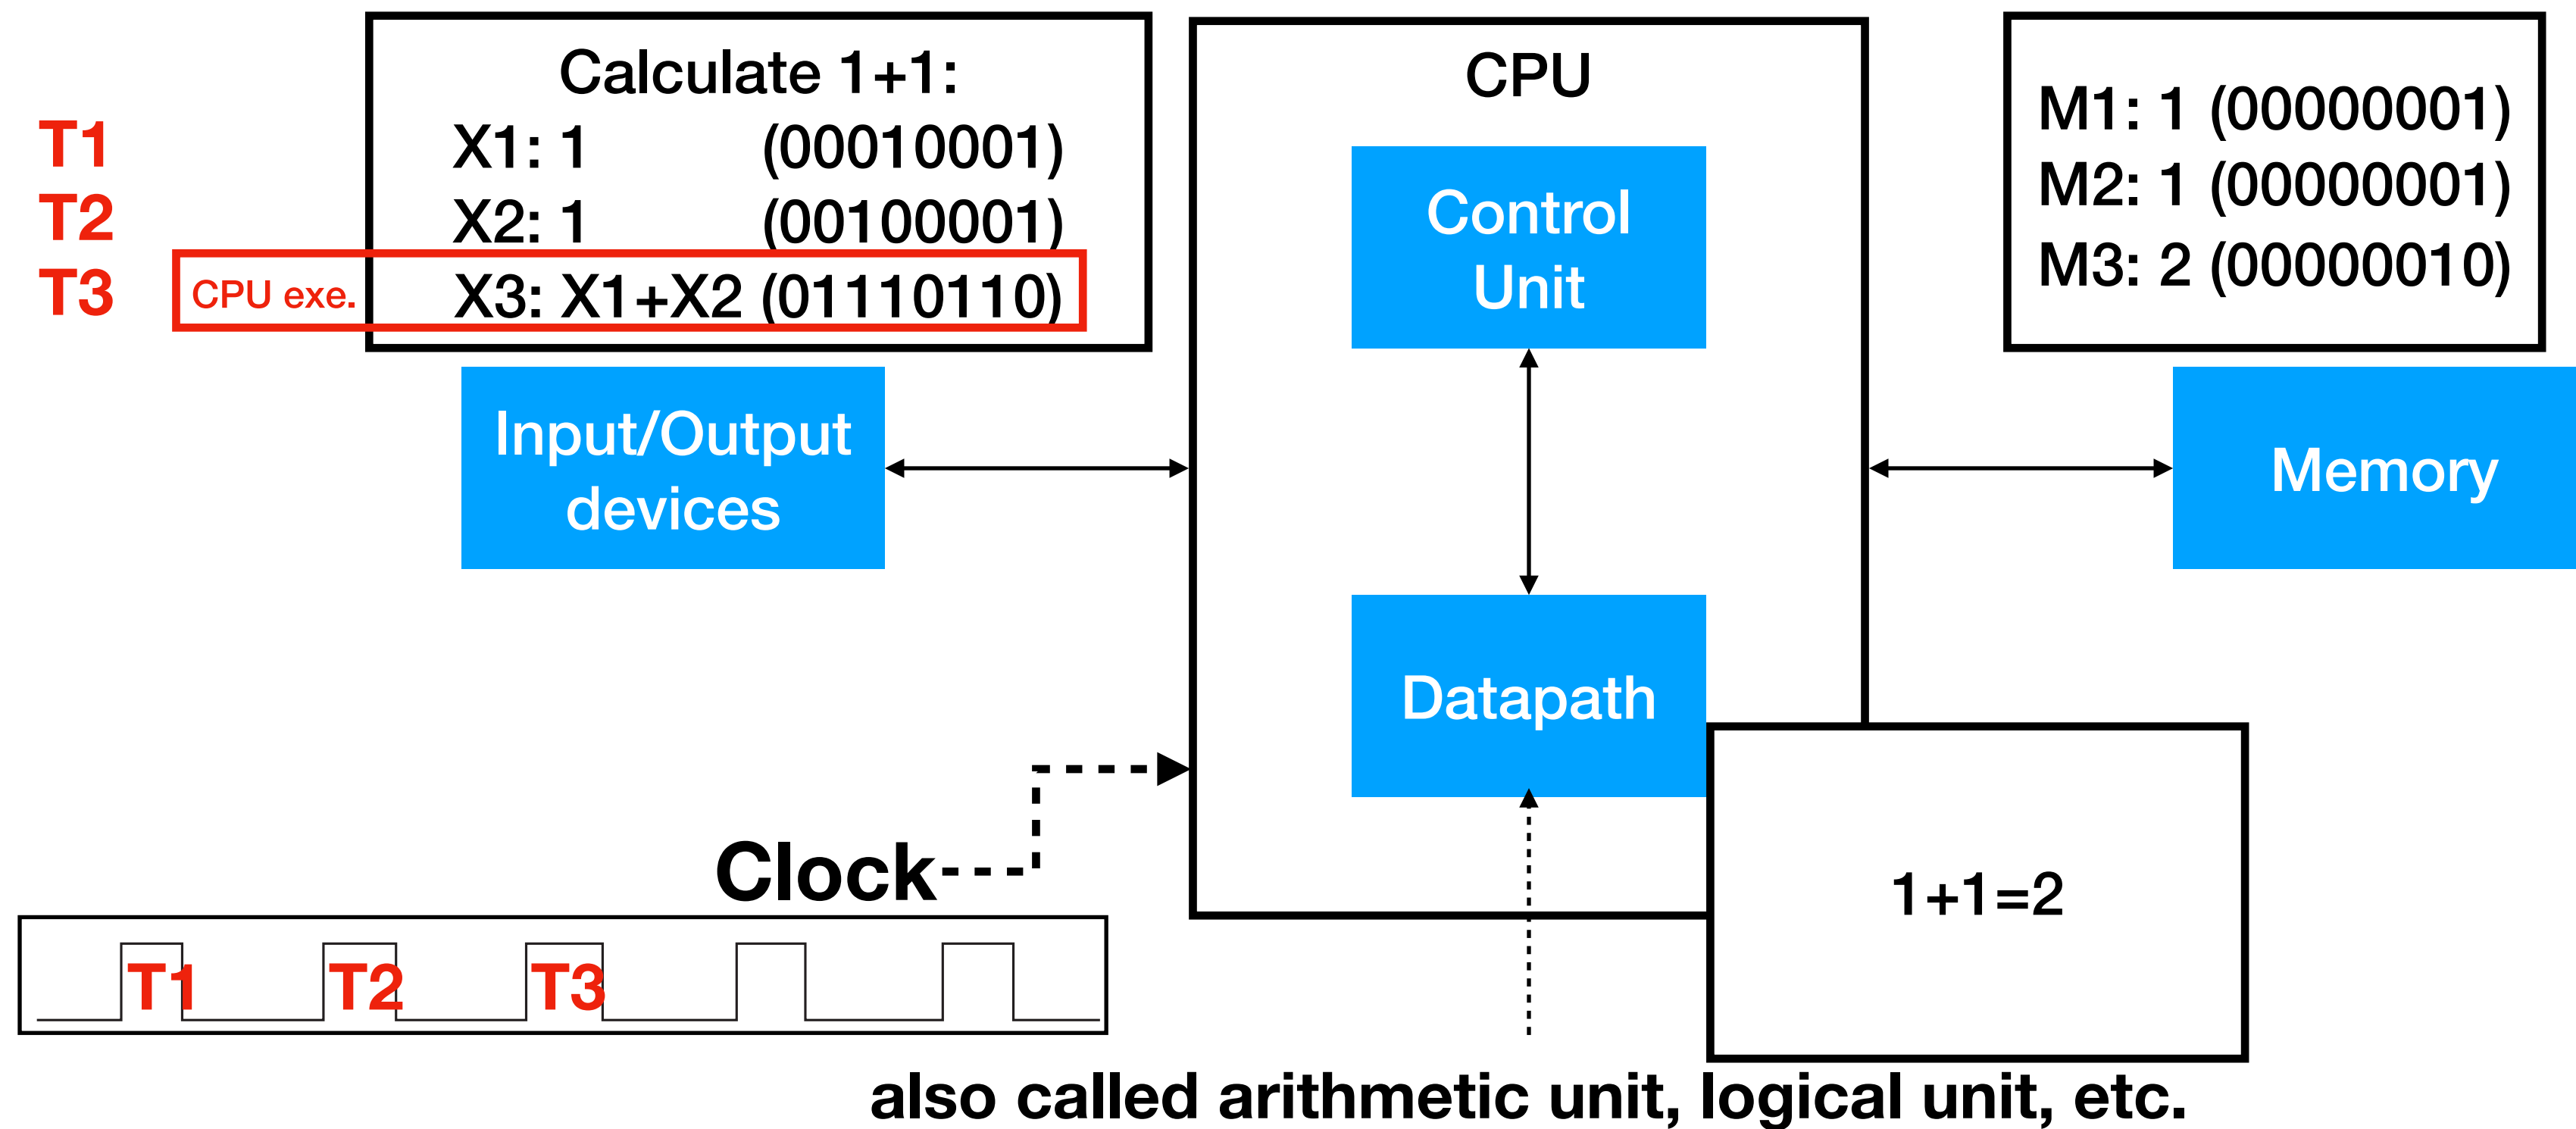 Calculate 1+1:
T1 X1: 1 (00010001)
T2 X2: 1 (00100001)
T3 CPU exe. X3: X1+X2 (01110110)
Input/Output
devices
CPU
Control
Unit
Datapath
M1: 1 (00000001)
M2: 1 (00000001)
M3: 2 (00000010)
Memory
Clock
T1 T2 T3
1+1=2
also called arithmetic unit, logical unit, etc.